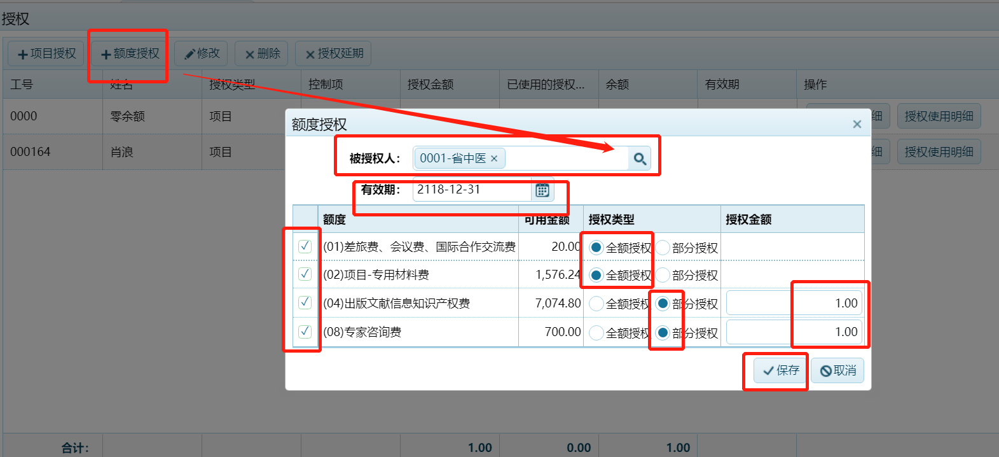 授权
项目授权 额度授权 修改 删除 授权延期
工号 姓名 授权类型 控制项 授权金额 已使用的授权... 余额 有效期 操作
0000 零余额 项目 细 授权使用明细
000164 肖浪 项目 细 授权使用明细
额度授权
被授权人： 0001-省中医
有效期： 2118-12-31
额度 可用金额 授权类型 授权金额
(01)差旅费、会议费、国际合作交流费 20.00 全额授权 部分授权
(02)项目-专用材料费 1,576.24 全额授权 部分授权
(04)出版文献信息知识产权费 7,074.80 全额授权 部分授权 1.00
(08)专家咨询费 700.00 全额授权 部分授权 1.00
保存 取消
合计： 1.00 0.00 1.00